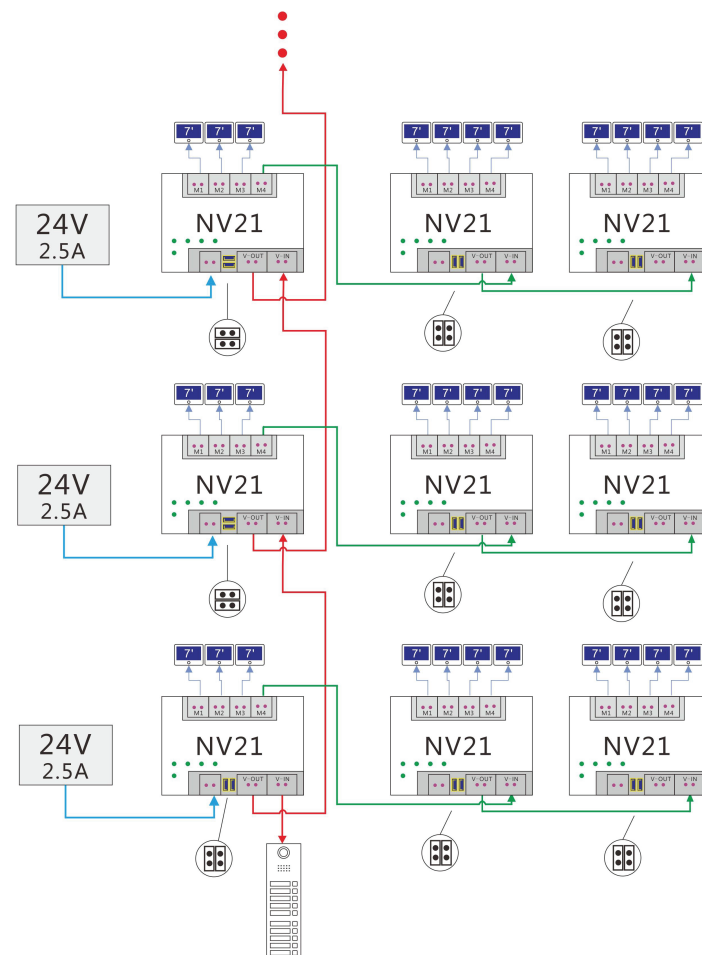 7' 7' 7' 7' 7' 7' 7' 7' 7' 7' 7'
M1 M2 M3 M4 M1 M2 M3 M4 M1 M2 M3 M4
24V
2.5A
NV21 NV21 NV21
V-OUT V-IN V-OUT V-IN V-OUT V-IN
7' 7' 7' 7' 7' 7' 7' 7' 7' 7' 7'
M1 M2 M3 M4 M1 M2 M3 M4 M1 M2 M3 M4
24V
2.5A
NV21 NV21 NV21
V-OUT V-IN V-OUT V-IN V-OUT V-IN
7' 7' 7' 7' 7' 7' 7' 7' 7' 7' 7'
M1 M2 M3 M4 M1 M2 M3 M4 M1 M2 M3 M4
24V
2.5A
NV21 NV21 NV21
V-OUT V-IN V-OUT V-IN V-OUT V-IN